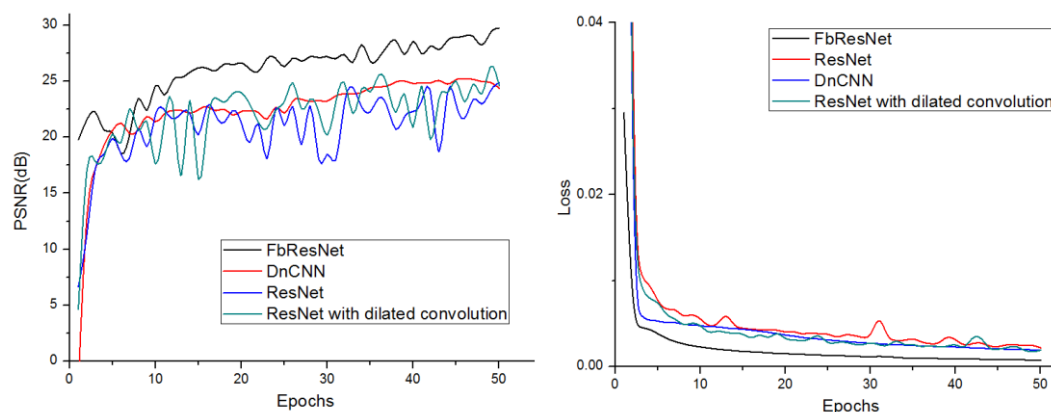 30
25
20
15
10
5
0
PSNR(dB)
FbResNet
DnCNN
ResNet
ResNet with dilated convolution
0 10 20 30 40 50
Epochs
0.04
0.02
0.00
Loss
FbResNet
ResNet
DnCNN
ResNet with dilated convolution
0 10 20 30 40 50
Epochs